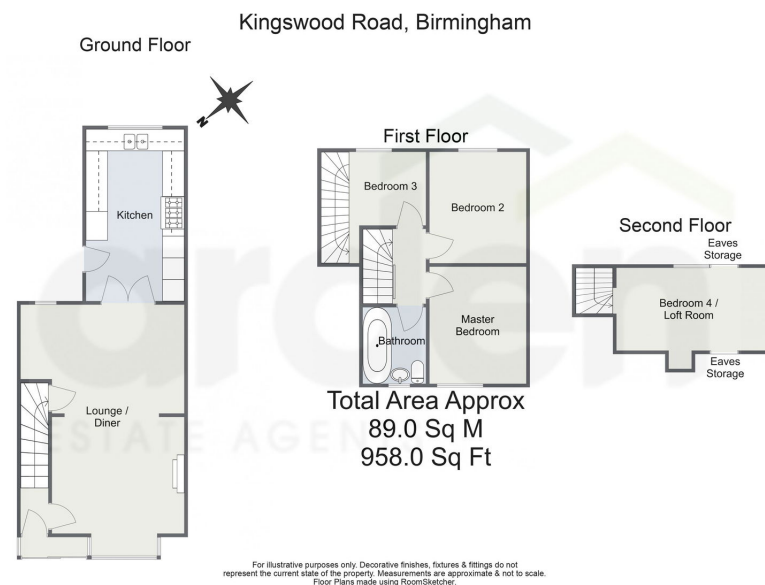 Kingswood Road, Birmingham
Ground Floor
N
Kitchen
Lounge /
Diner
First Floor
Bedroom 3
Bedroom 2
Master
Bedroom
Bathroom
Total Area Approx
89.0 Sq M
958.0 Sq Ft
Second Floor
Eaves
Storage
Bedroom 4 /
Loft Room
Eaves
Storage
arden
ESTATE AGEN
For illustrative purposes only. Decorative finishes, fixtures & fittings do not
represent the current state of the property. Measurements are approximate & not to scale.
Floor Plans made using RoomSketcher.